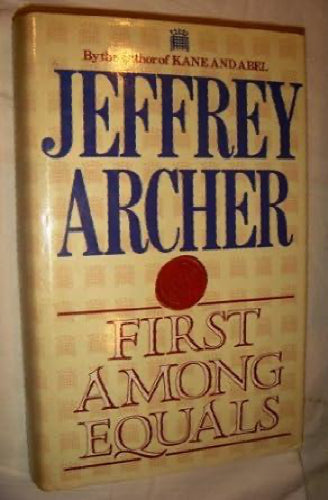 By the author of KANE AND ABEL
JEFFREY
ARCHER
FIRST
AMONG
EQUALS